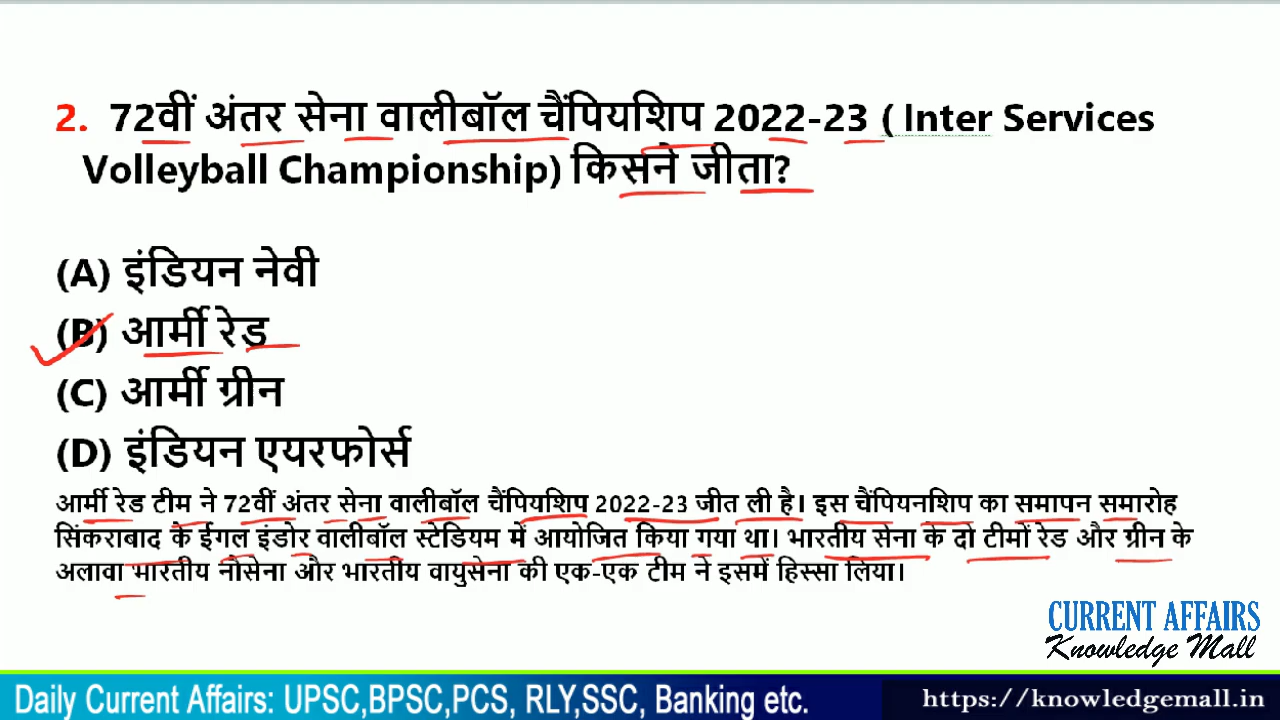 2. 72वीं अंतर सेना वालीबॉल चैंपियशिप 2022-23 ( Inter Services
Volleyball Championship) किसने जीता?
(A) इंडियन नेवी
(B) आर्मी रेड
(C) आर्मी ग्रीन
(D) इंडियन एयरफोर्स
आर्मी रेड टीम ने 72वीं अंतर सेना वालीबॉल चैंपियशिप 2022-23 जीत ली है। इस चैंपियनशिप का समापन समारोह
सिंकराबाद के ईगल इंडोर वालीबॉल स्टेडियम में आयोजित किया गया था। भारतीय सेना के दो टीमों रेड और ग्रीन के
अलावा भारतीय नौसेना और भारतीय वायुसेना की एक-एक टीम ने इसमें हिस्सा लिया।
CURRENT AFFAIRS
Knowledge Mall
Daily Current Affairs: UPSC,BPSC,PCS, RLY,SSC, Banking etc.
https://knowledgemall.in